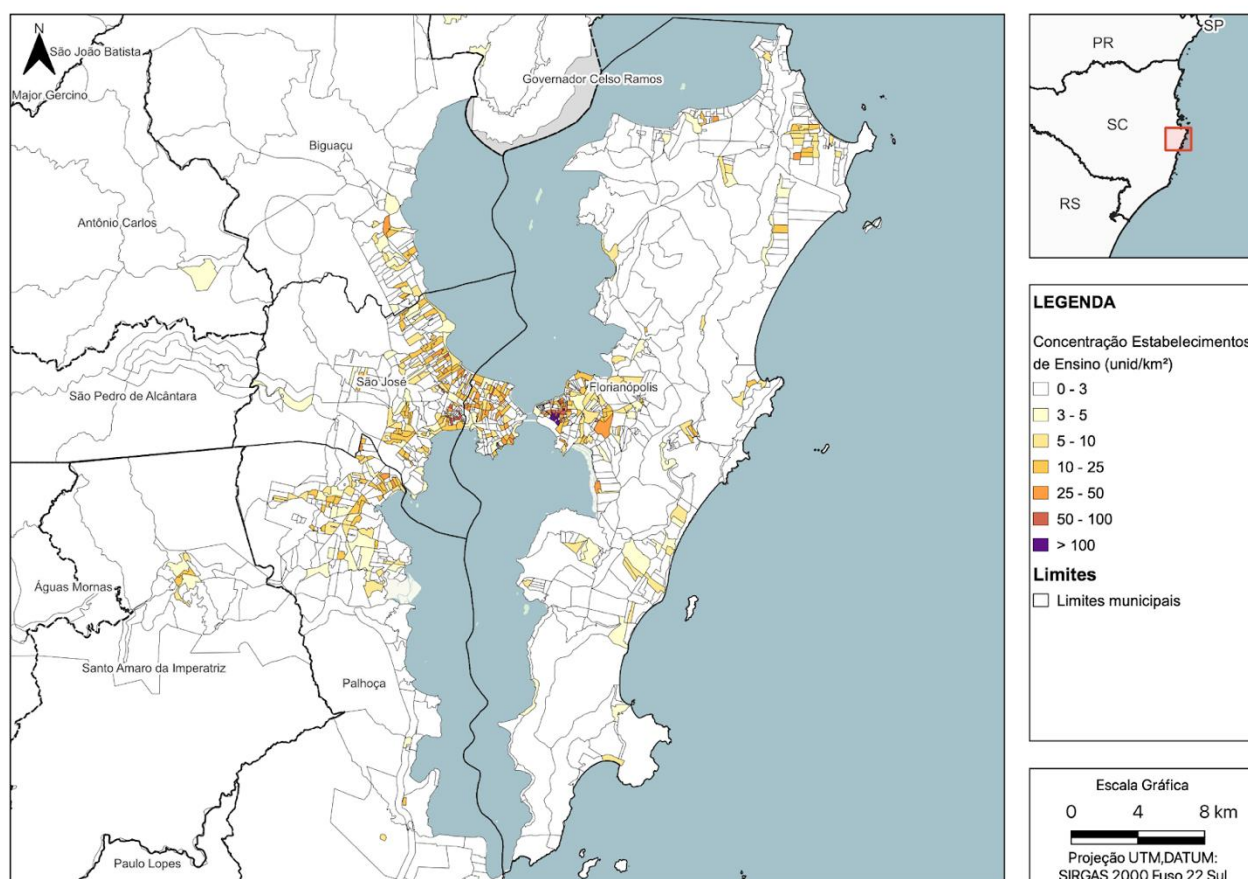 N
São João Batista
Major Gercino
Governador Celso Ramos
Biguaçu
Antônio Carlos
São José
Florianópolis
São Pedro de Alcântara
Águas Mornas
Santo Amaro da Imperatriz
Palhoça
Paulo Lopes
SP
PR
SC
RS
LEGENDA
Concentração Estabelecimentos
de Ensino (unid/km²)
0 - 3
3 - 5
5 - 10
10 - 25
25 - 50
50 - 100
> 100
Limites
Limites municipais
Escala Gráfica
0 4 8 km
Projeção UTM,DATUM:
SIRGAS 2000 Fuso 22 Sul